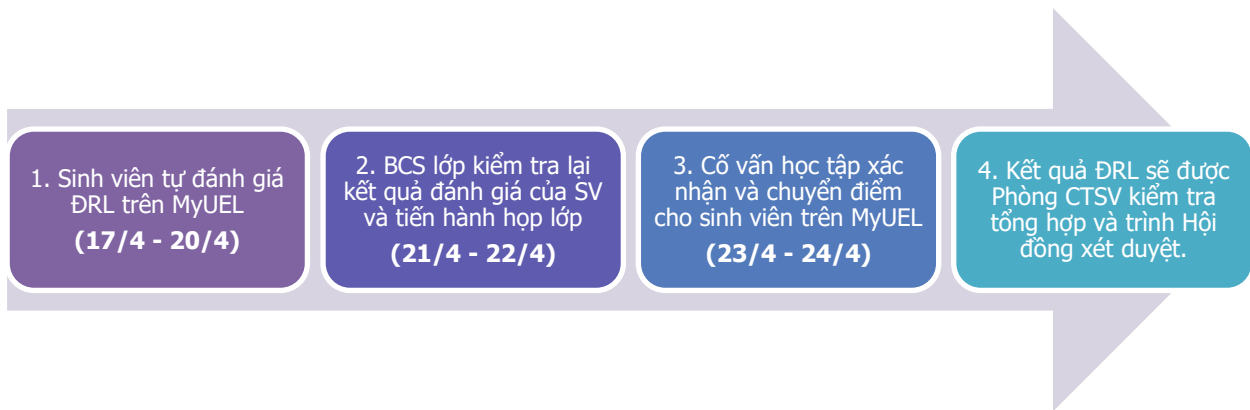 1. Sinh viên tự đánh giá
ĐRL trên MyUEL
(17/4 - 20/4)
2. BCS lớp kiểm tra lại
kết quả đánh giá của SV
và tiến hành họp lớp
(21/4 - 22/4)
3. Cố vấn học tập xác
nhận và chuyển điểm
cho sinh viên trên MyUEL
(23/4 - 24/4)
4. Kết quả ĐRL sẽ được
Phòng CTSV kiểm tra
tổng hợp và trình Hội
đồng xét duyệt.